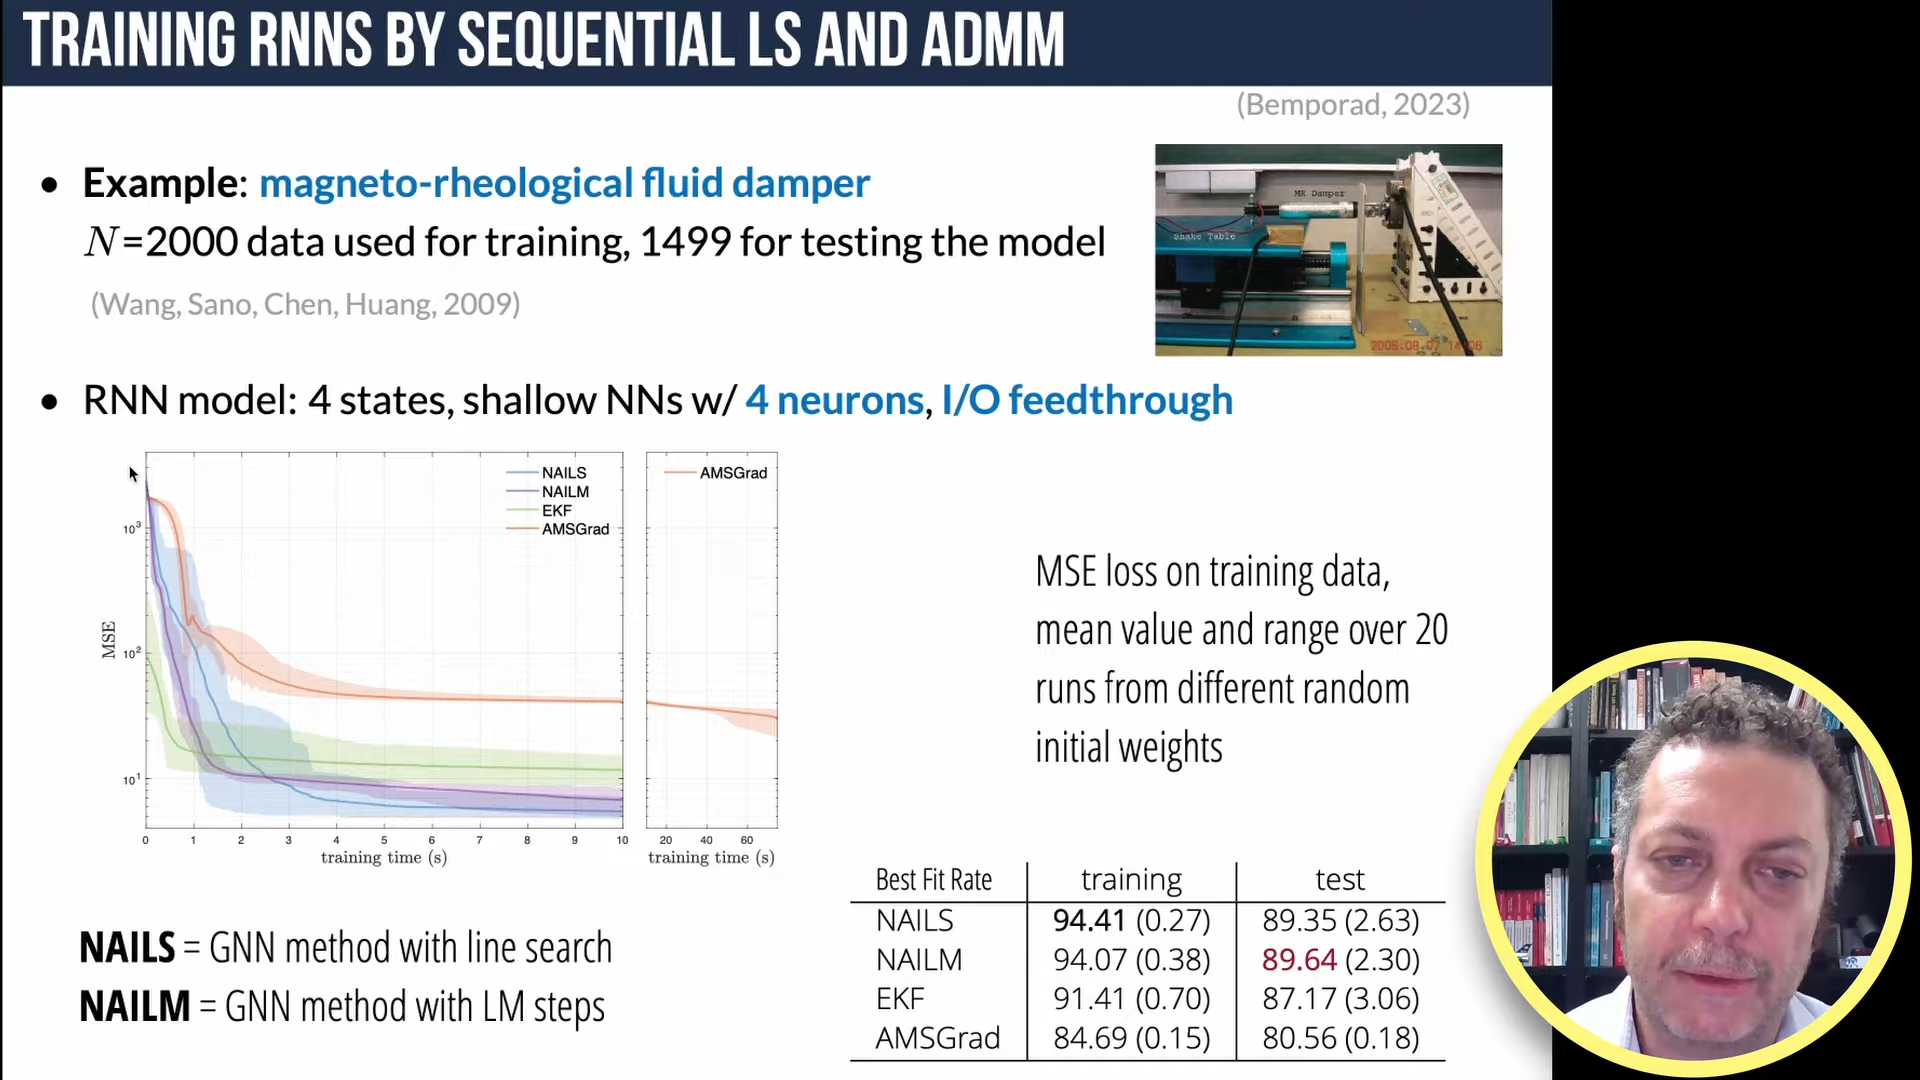 TRAINING RNNS BY SEQUENTIAL LS AND ADMM
(Bemporad, 2023)
• Example: magneto-rheological fluid damper
N=2000 data used for training, 1499 for testing the model
(Wang, Sano, Chen, Huang, 2009)
MR Damper
Shake Table
• RNN model: 4 states, shallow NNs w/ 4 neurons, I/O feedthrough
NAILS
NAILM
EKF
AMSGrad
AMSGrad
MSE
10³
10²
10¹
0 1 2 3 4 5 6 7 8 9 10
training time (s)
20 40 60
training time (s)
MSE loss on training data,
mean value and range over 20
runs from different random
initial weights
NAILS = GNN method with line search
NAILM = GNN method with LM steps
Best Fit Rate training test
NAILS 94.41 (0.27) 89.35 (2.63)
NAILM 94.07 (0.38) 89.64 (2.30)
EKF 91.41 (0.70) 87.17 (3.06)
AMSGrad 84.69 (0.15) 80.56 (0.18)